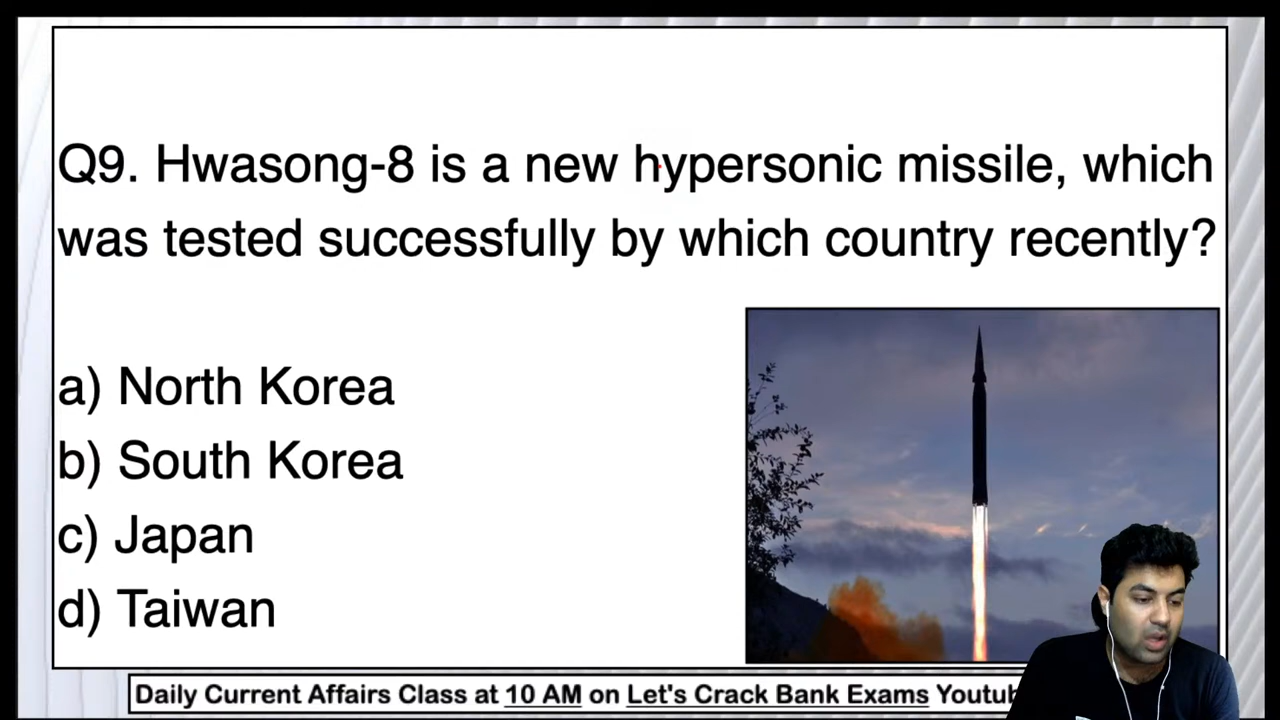 Q9. Hwasong-8 is a new hypersonic missile, which
was tested successfully by which country recently?
a) North Korea
b) South Korea
c) Japan
d) Taiwan
Daily Current Affairs Class at 10 AM on Let's Crack Bank Exams Youtub